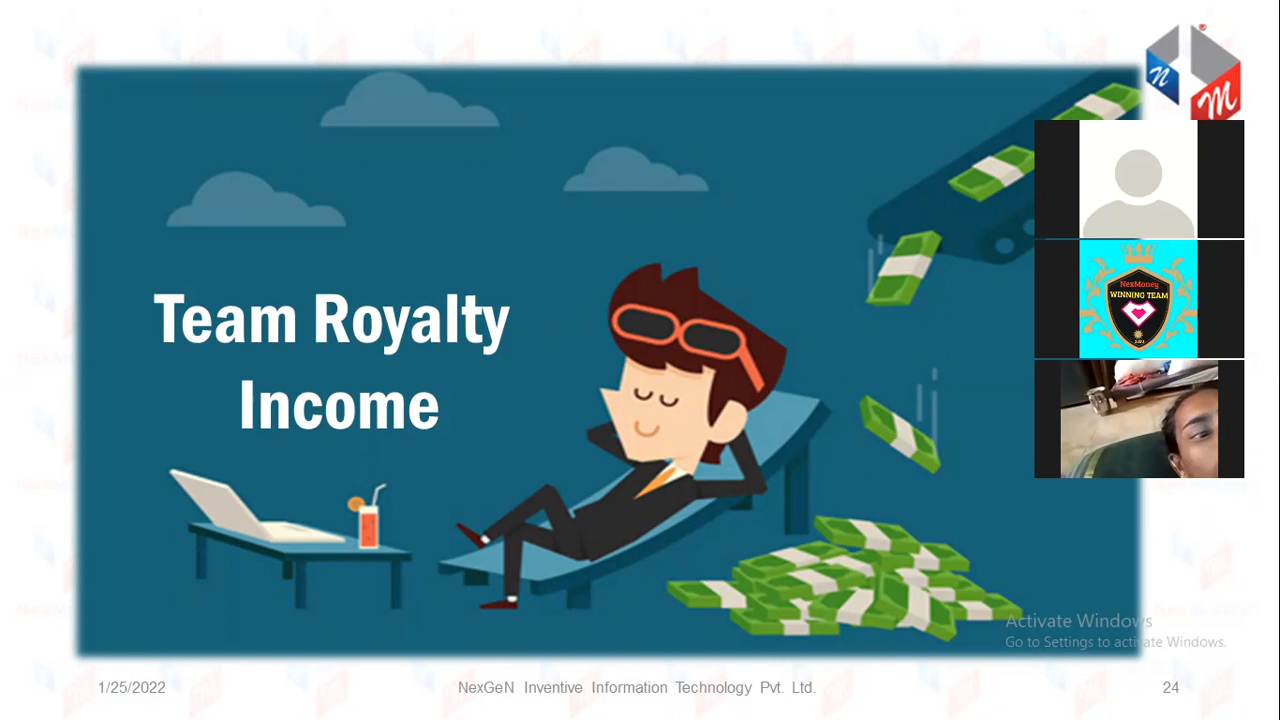 n
m
Team Royalty
Income
NexMoney
WINNING TEAM
Activate Windows
Go to Settings to activate Windows.
1/25/2022
NexGeN Inventive Information Technology Pvt. Ltd.
24